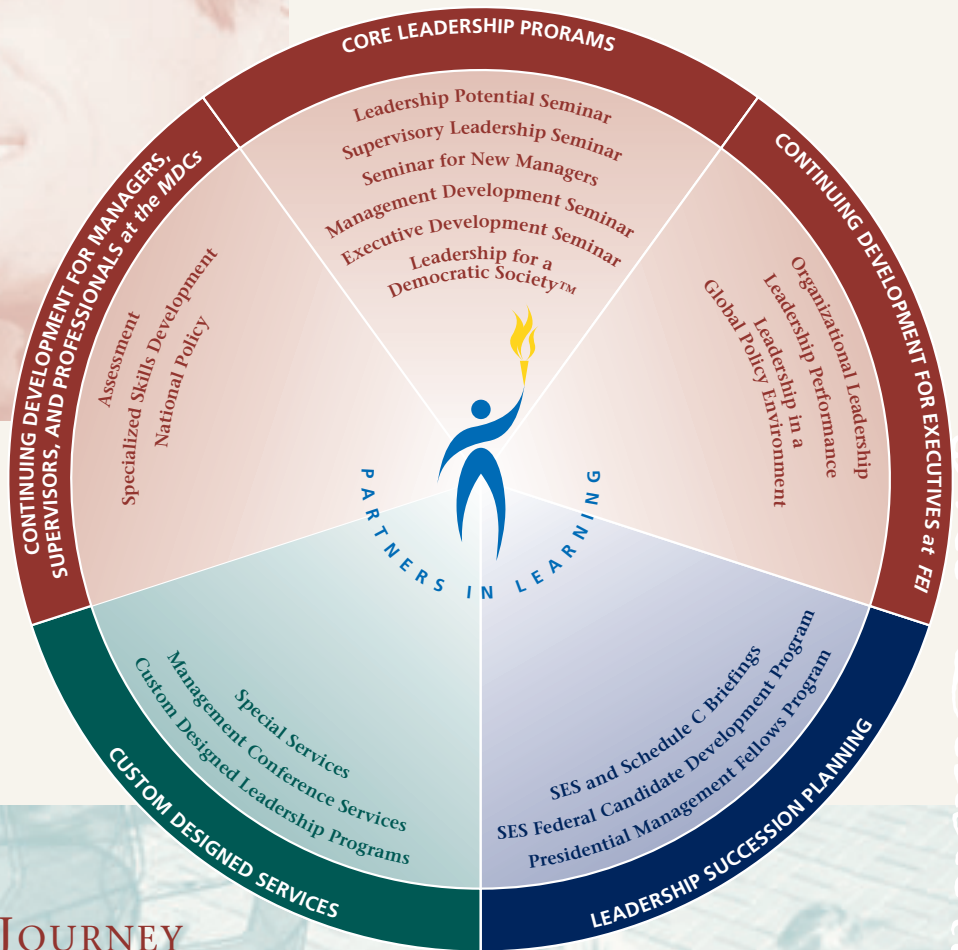 CORE LEADERSHIP PRORAMS
Leadership Potential Seminar
Supervisory Leadership Seminar
Seminar for New Managers
Management Development Seminar
Executive Development Seminar
Leadership for a
Democratic Society™
CONTINUING DEVELOPMENT FOR EXECUTIVES at FEI
Organizational Leadership
Leadership Performance
Leadership in a
Global Policy Environment
LEADERSHIP SUCCESSION PLANNING
SES and Schedule C Briefings
SES Federal Candidate Development Program
Presidential Management Fellows Program
CUSTOM DESIGNED SERVICES
Special Services
Management Conference Services
Custom Designed Leadership Programs
CONTINUING DEVELOPMENT FOR MANAGERS,
SUPERVISORS, AND PROFESSIONALS at the MDCs
Assessment
Specialized Skills Development
National Policy
PARTNERS IN LEARNING
JOURNEY